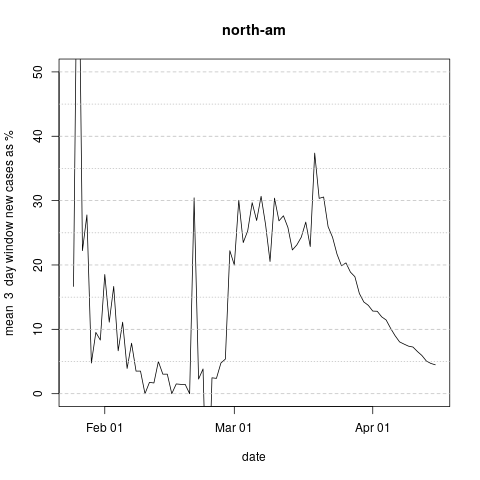 north-am
mean 3 day window new cases as %
50
40
30
20
10
0
Feb 01
Mar 01
Apr 01
date